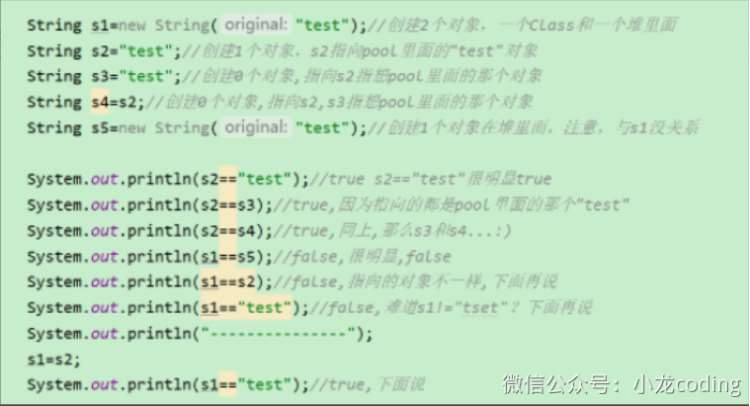 String s1=new String( original: "test");//创建2个对象，一个Class和一个堆里面
String s2="test";//创建1个对象，s2指向pool里面的"test"对象
String s3="test";//创建0个对象,指向s2指想pool里面的那个对象
String s4=s2;//创建0个对象,指向s2,s3指想pool里面的那个对象
String s5=new String( original: "test");//创建1个对象在堆里面，注意，与s1没关系
System.out.println(s2=="test");//true s2=="test"很明显true
System.out.println(s2==s3);//true,因为指向的都是pool里面的那个"test"
System.out.println(s2==s4);//true,同上,那么s3和s4...:)
System.out.println(s1==s5);//false,很明显,false
System.out.println(s1==s2);//false,指向的对象不一样,下面再说
System.out.println(s1=="test");//false,难道s1!="tset"？下面再说
System.out.println("---------------");
s1=s2;
System.out.println(s1=="test");//true,下面说
微信公众号：小龙coding